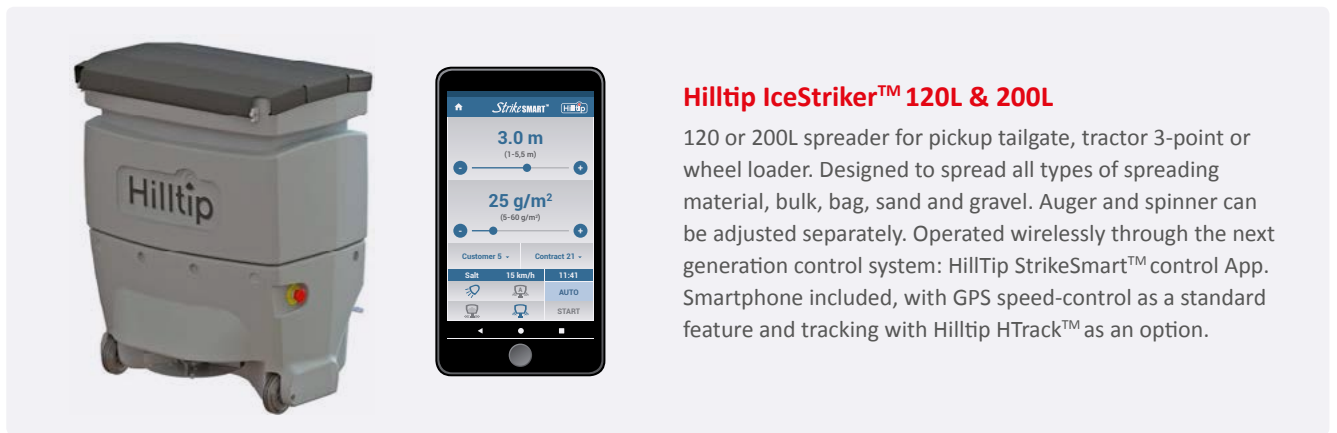 Hilltip
StrikeSMART™ Hilltip
3.0 m
(1-5,5 m)
- +
25 g/m²
(5-60 g/m²)
- +
Customer 5 - Contract 21 -
Salt 15 km/h 11:41
A AUTO
START
Hilltip IceStriker™ 120L & 200L
120 or 200L spreader for pickup tailgate, tractor 3-point or
wheel loader. Designed to spread all types of spreading
material, bulk, bag, sand and gravel. Auger and spinner can
be adjusted separately. Operated wirelessly through the next
generation control system: HillTip StrikeSmart™ control App.
Smartphone included, with GPS speed-control as a standard
feature and tracking with Hilltip HTrack™ as an option.